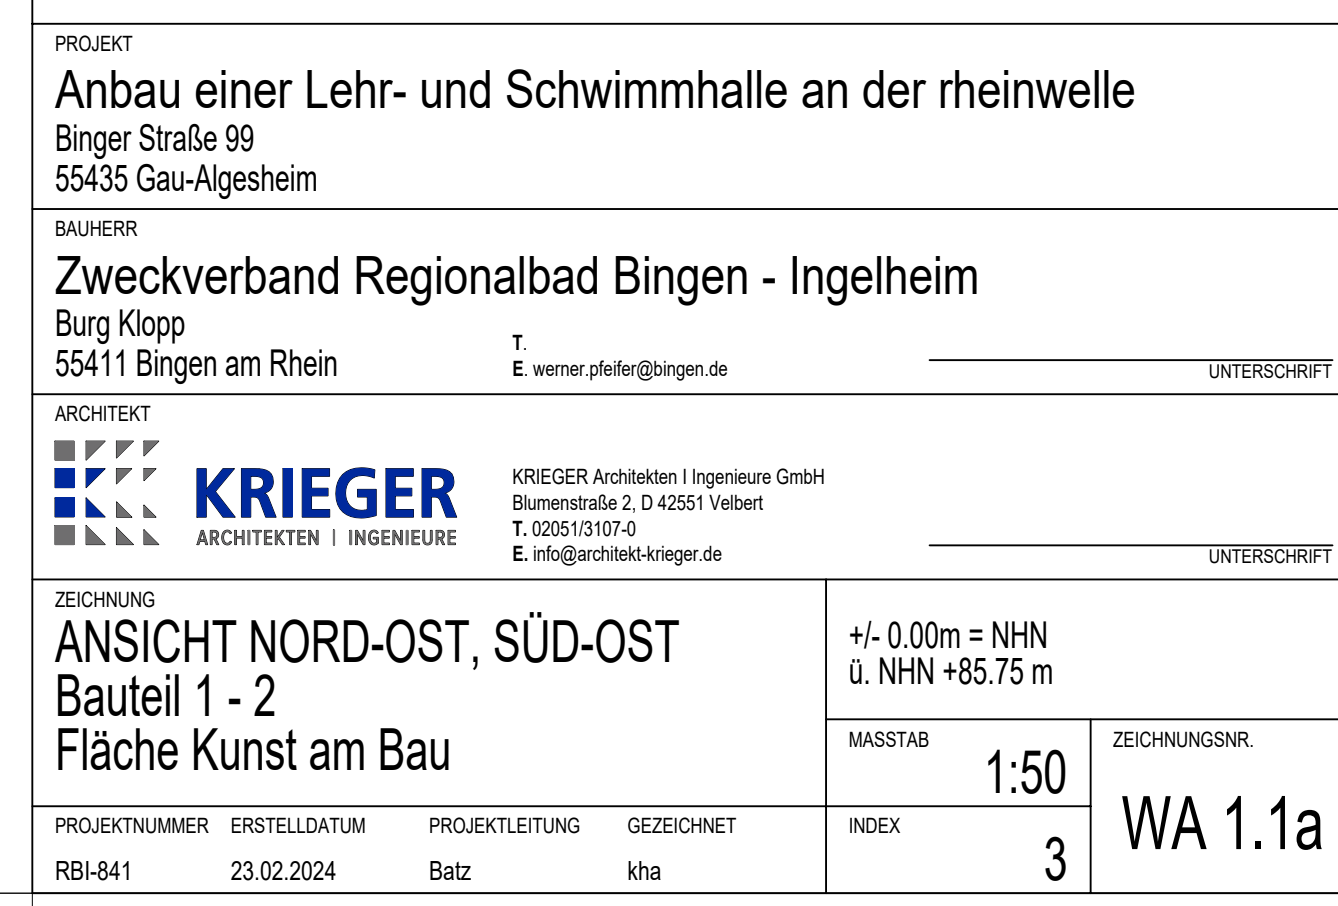 PROJEKT
Anbau einer Lehr- und Schwimmhalle an der rheinwelle
Binger Straße 99
55435 Gau-Algesheim
BAUHERR
Zweckverband Regionalbad Bingen - Ingelheim
Burg Klopp
55411 Bingen am Rhein
T.
E. werner.pfeifer@bingen.de
UNTERSCHRIFT
ARCHITEKT
KRIEGER
ARCHITEKTEN | INGENIEURE
KRIEGER Architekten I Ingenieure GmbH
Blumenstraße 2, D 42551 Velbert
T. 02051/3107-0
E. info@architekt-krieger.de
UNTERSCHRIFT
ZEICHNUNG
ANSICHT NORD-OST, SÜD-OST
Bauteil 1 - 2
Fläche Kunst am Bau
+/- 0.00m = NHN
ü. NHN +85.75 m
MASSTAB
1:50
ZEICHNUNGSNR.
WA 1.1a
PROJEKTNUMMER ERSTELLDATUM PROJEKTLEITUNG GEZEICHNET
RBI-841 23.02.2024 Batz kha
INDEX
3